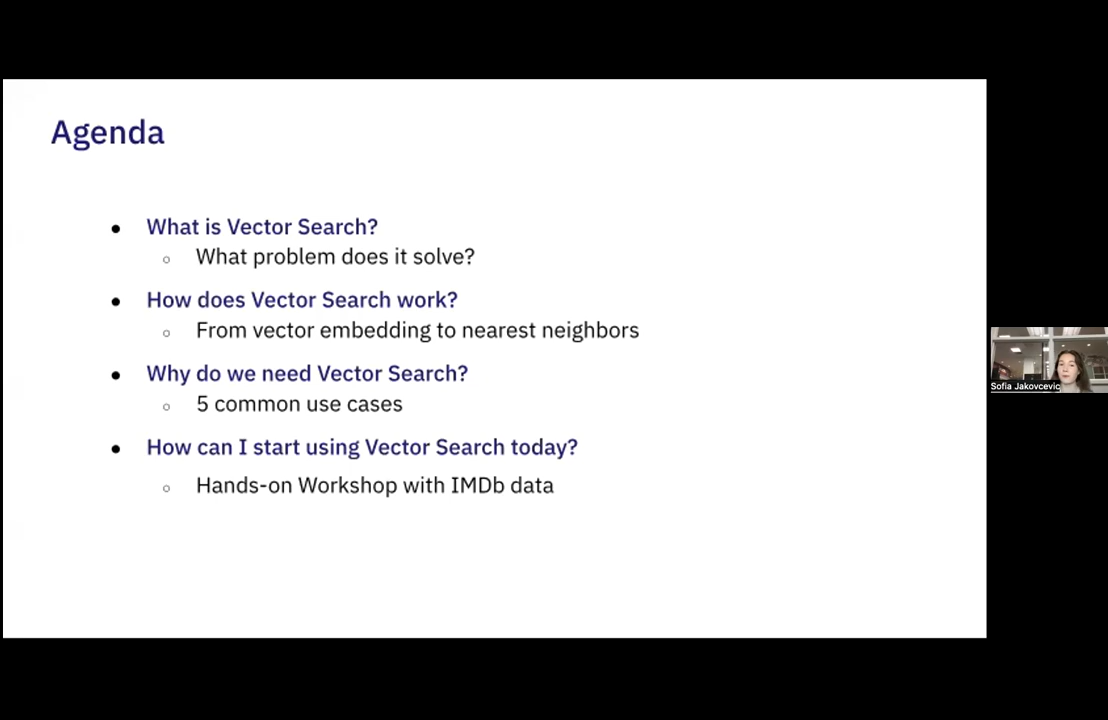 Agenda
● What is Vector Search?
○ What problem does it solve?
● How does Vector Search work?
○ From vector embedding to nearest neighbors
● Why do we need Vector Search?
○ 5 common use cases
● How can I start using Vector Search today?
○ Hands-on Workshop with IMDb data
Sofia Jakovcevic